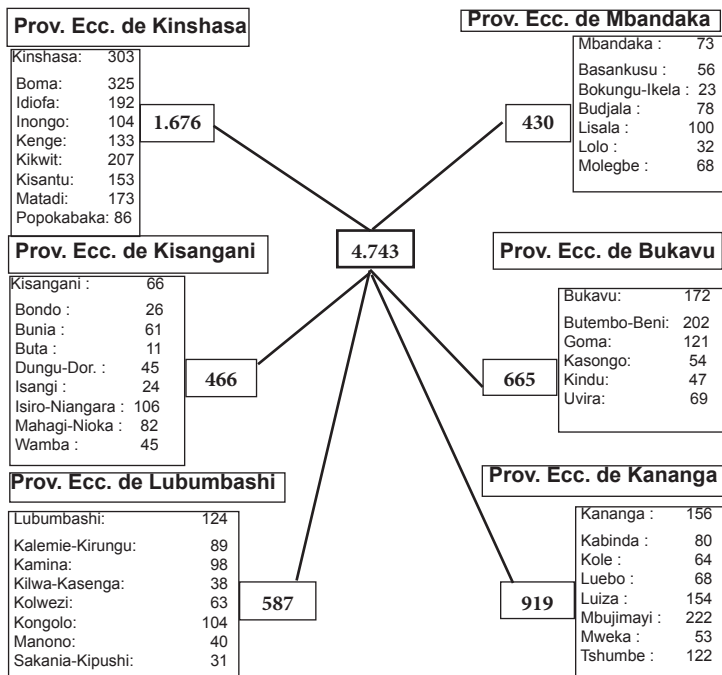 Prov. Ecc. de Kinshasa
Kinshasa: 303
Boma: 325
Idiofa: 192
Inongo: 104
Kenge: 133
Kikwit: 207
Kisantu: 153
Matadi: 173
Popokabaka: 86
1.676
Prov. Ecc. de Mbandaka
Mbandaka : 73
Basankusu : 56
Bokungu-Ikela : 23
Budjala : 78
Lisala : 100
Lolo : 32
Molegbe : 68
430
4.743
Prov. Ecc. de Kisangani
Kisangani : 66
Bondo : 26
Bunia : 61
Buta : 11
Dungu-Dor. : 45
Isangi : 24
Isiro-Niangara : 106
Mahagi-Nioka : 82
Wamba : 45
466
Prov. Ecc. de Bukavu
Bukavu: 172
Butembo-Beni: 202
Goma: 121
Kasongo: 54
Kindu: 47
Uvira: 69
665
Prov. Ecc. de Lubumbashi
Lubumbashi: 124
Kalemie-Kirungu: 89
Kamina: 98
Kilwa-Kasenga: 38
Kolwezi: 63
Kongolo: 104
Manono: 40
Sakania-Kipushi: 31
587
Prov. Ecc. de Kananga
Kananga : 156
Kabinda : 80
Kole : 64
Luebo : 68
Luiza : 154
Mbujimayi : 222
Mweka : 53
Tshumbe : 122
919